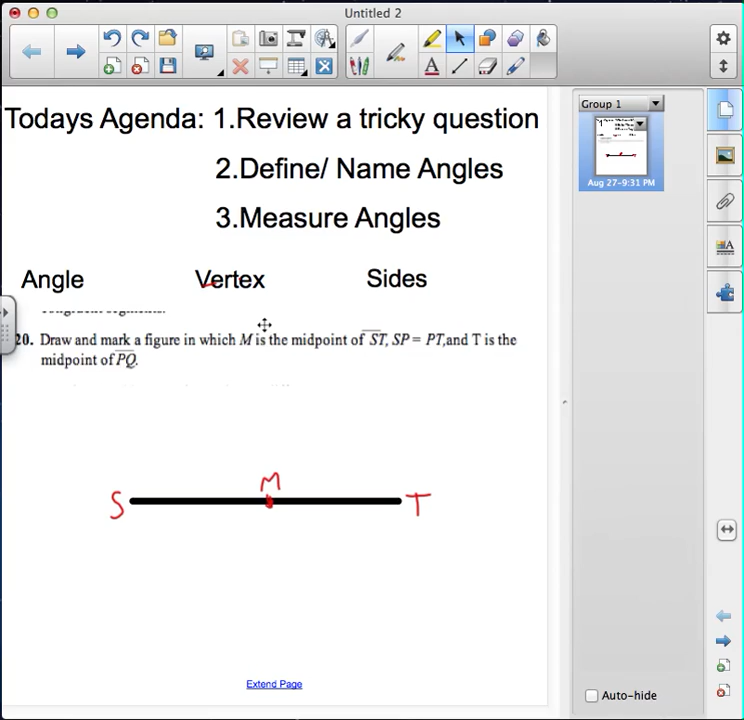 Untitled 2
Todays Agenda: 1.Review a tricky question
2.Define/ Name Angles
3.Measure Angles
Angle Vertex Sides
20. Draw and mark a figure in which M is the midpoint of ST, SP = PT,and T is the
midpoint of PQ.
M
S T
Extend Page
Group 1
1
Aug 27-9:31 PM
Auto-hide